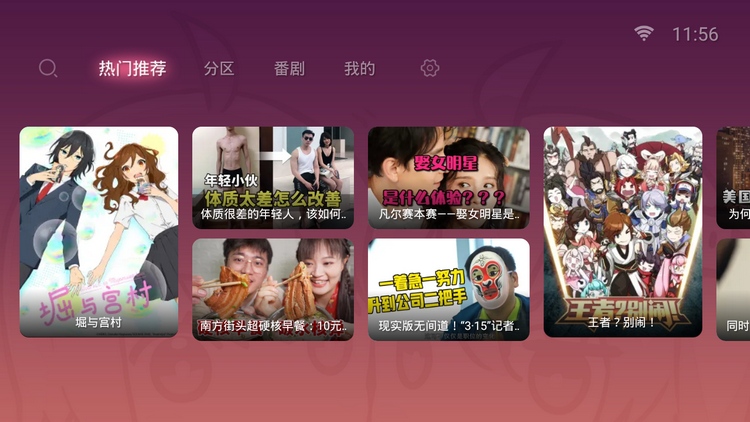 11:56
热门推荐
分区
番剧
我的
堀与宫村
堀与宫村
年轻小伙
体质太差怎么改善
体质很差的年轻人，该如何..
南方街头超硬核早餐：10元..
娶女明星
是什么体验？？？
凡尔赛本赛——娶女明星是..
一着急一努力
升到公司二把手
现实版无间道！“3·15”记者..
王者?别闹!
王者？别闹！
美国
为何
同时